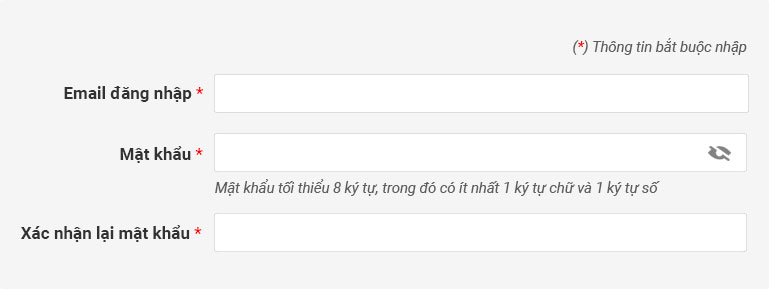 (*) Thông tin bắt buộc nhập
Email đăng nhập *
Mật khẩu *
Mật khẩu tối thiểu 8 ký tự, trong đó có ít nhất 1 ký tự chữ và 1 ký tự số
Xác nhận lại mật khẩu *